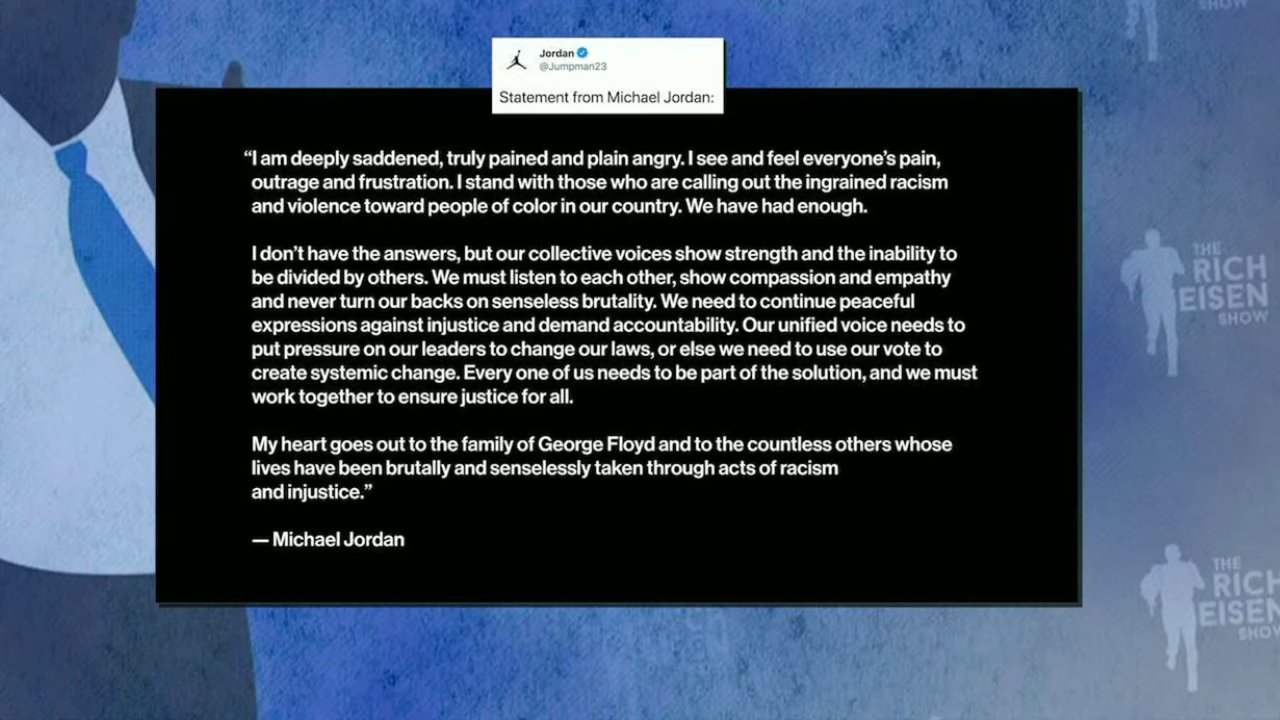 SHOW
Jordan
@Jumpman23
Statement from Michael Jordan:
“I am deeply saddened, truly pained and plain angry. I see and feel everyone’s pain,
outrage and frustration. I stand with those who are calling out the ingrained racism
and violence toward people of color in our country. We have had enough.
I don’t have the answers, but our collective voices show strength and the inability to
be divided by others. We must listen to each other, show compassion and empathy
and never turn our backs on senseless brutality. We need to continue peaceful
expressions against injustice and demand accountability. Our unified voice needs to
put pressure on our leaders to change our laws, or else we need to use our vote to
create systemic change. Every one of us needs to be part of the solution, and we must
work together to ensure justice for all.
My heart goes out to the family of George Floyd and to the countless others whose
lives have been brutally and senselessly taken through acts of racism
and injustice.”
— Michael Jordan
THE
RICH
EISEN
SHOW
THE
RICH
EISEN
SHOW